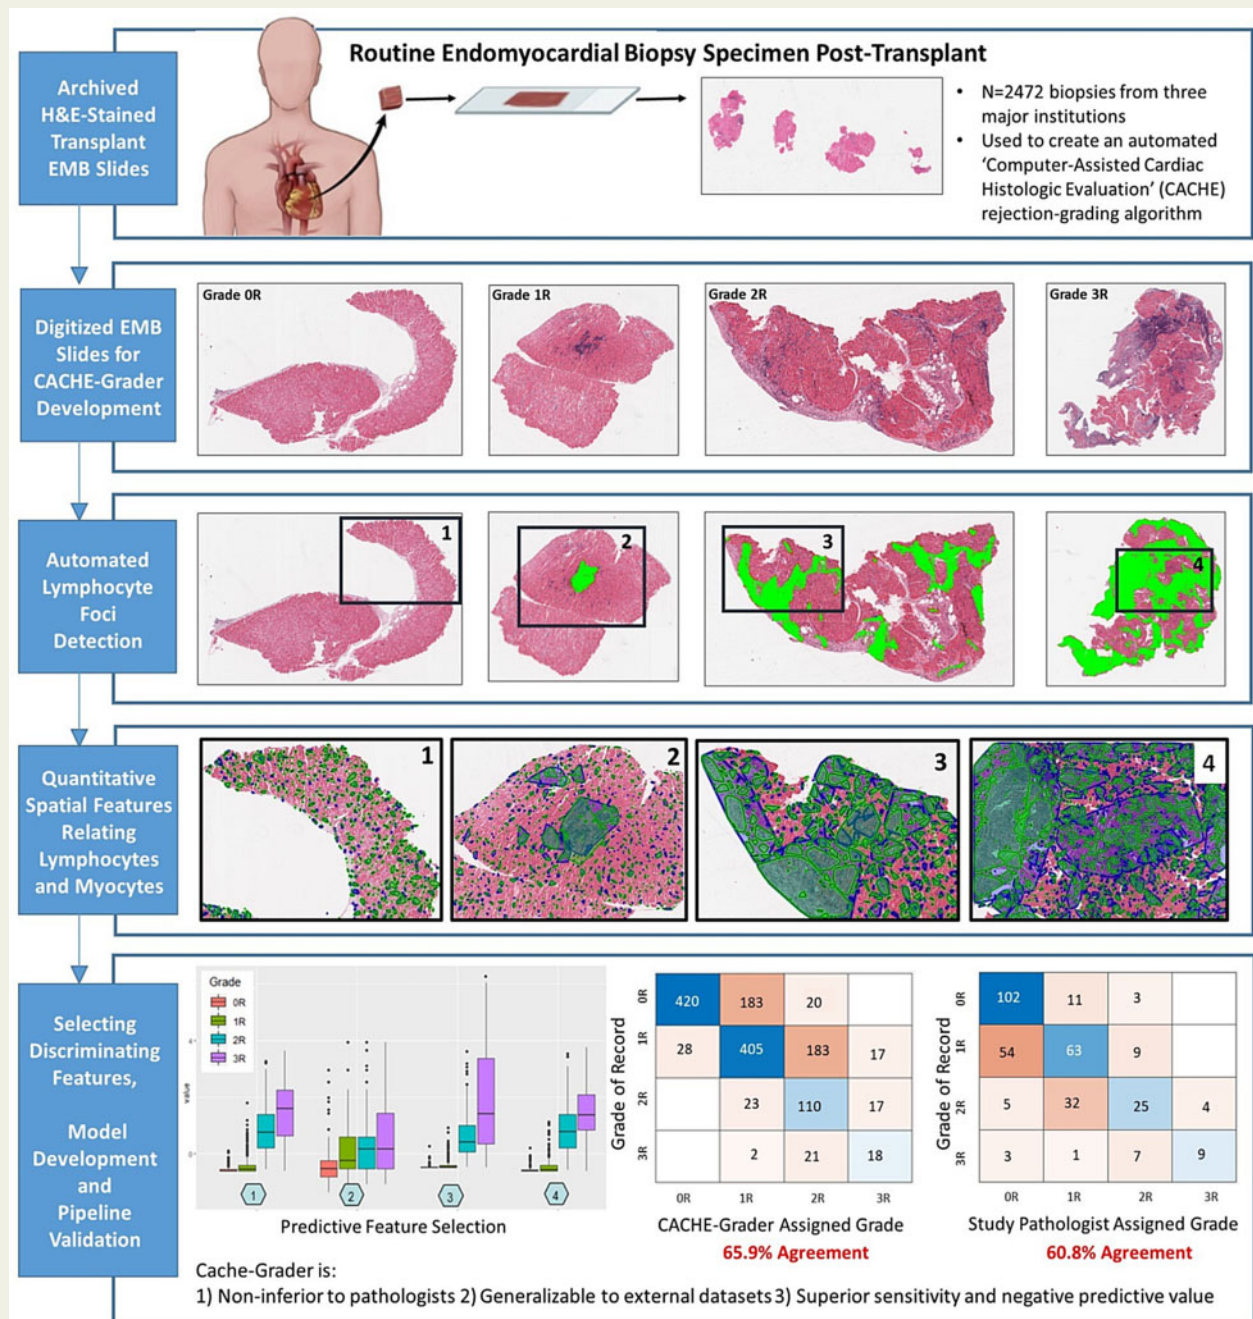 Archived
H&E-Stained
Transplant
EMB Slides
Routine Endomyocardial Biopsy Specimen Post-Transplant
• N=2472 biopsies from three
major institutions
• Used to create an automated
‘Computer-Assisted Cardiac
Histologic Evaluation’ (CACHE)
rejection-grading algorithm
Digitized EMB
Slides for
CACHE-Grader
Development
Grade 0R
Grade 1R
Grade 2R
Grade 3R
Automated
Lymphocyte
Foci
Detection
1
2
3
4
Quantitative
Spatial Features
Relating
Lymphocytes
and Myocytes
1
2
3
4
Selecting
Discriminating
Features,
Model
Development
and
Pipeline
Validation
Grade
0R
1R
2R
3R
value
4
0
1 2 3 4
Predictive Feature Selection
Grade of Record
0R 420 183 20
1R 28 405 183 17
2R 23 110 17
3R 2 21 18
0R 1R 2R 3R
CACHE-Grader Assigned Grade
65.9% Agreement
Grade of Record
0R 102 11 3
1R 54 63 9
2R 5 32 25 4
3R 3 1 7 9
0R 1R 2R 3R
Study Pathologist Assigned Grade
60.8% Agreement
Cache-Grader is:
1) Non-inferior to pathologists 2) Generalizable to external datasets 3) Superior sensitivity and negative predictive value